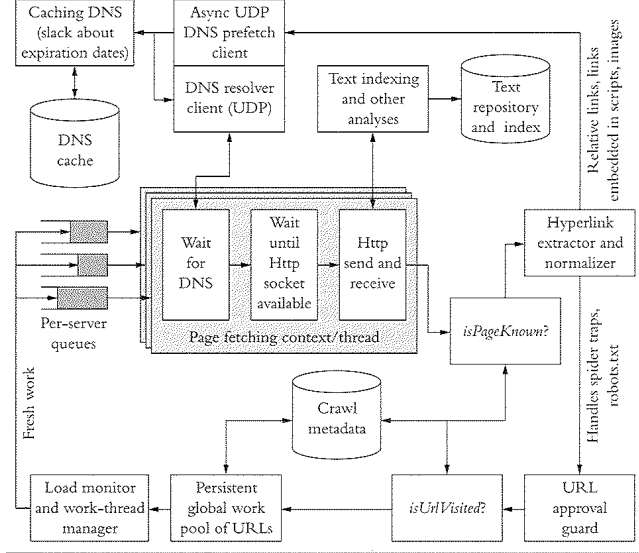 Caching DNS
(slack about
expiration dates)
Async UDP
DNS prefetch
client
DNS resolver
client (UDP)
DNS
cache
Text indexing
and other
analyses
Text
repository
and index
Relative links, links
embedded in scripts, images
Wait
for
DNS
Wait
until
Http
socket
available
Http
send and
receive
Hyperlink
extractor and
normalizer
Per-server
queues
Page fetching context/thread
isPageKnown?
Handles spider traps,
robots.txt
Fresh work
Crawl
metadata
Load monitor
and work-thread
manager
Persistent
global work
pool of URLs
isUrlVisited?
URL
approval
guard